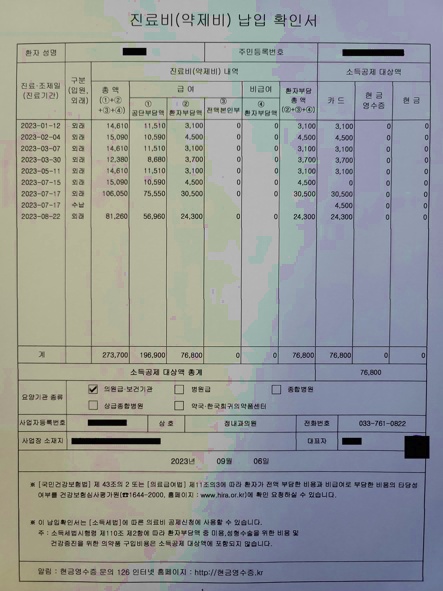 진료비(약제비) 납입 확인서
환자 성명 주민등록번호
진료·조제일 (진료기간) 구분 (입원, 외래) 진료비(약제비) 내역 소득공제 대상액
총 액 (①+②+③+④) 급 여 비급여 환자부담 총 액 (②+③+④) 카 드 현 금 영수증 현 금
① 공단부담액 ② 환자부담액 ③ 전액본인부 ④ 환자부담액
2023-01-12 외래 14,610 11,510 3,100 0 0 3,100 3,100 0 0
2023-02-04 외래 15,090 10,590 4,500 0 0 4,500 4,500 0 0
2023-03-07 외래 14,610 11,510 3,100 0 0 3,100 3,100 0 0
2023-03-30 외래 12,380 8,680 3,700 0 0 3,700 3,700 0 0
2023-05-11 외래 14,610 11,510 3,100 0 0 3,100 3,100 0 0
2023-07-15 외래 15,090 10,590 4,500 0 0 4,500 0 0 0
2023-07-17 외래 106,050 75,550 30,500 0 0 30,500 30,500 0 0
2023-07-17 수납 4,500 0 0
2023-08-22 외래 81,260 56,960 24,300 0 0 24,300 24,300 0 0
계 273,700 196,900 76,800 0 0 76,800 76,800 0 0
소득공제 대상액 총계 76,800
요양기관 종류 의원급·보건기관 병원급 종합병원
상급종합병원 약국·한국희귀의약품센터
사업자등록번호 상 호 정내과의원 전화번호 033-761-0822
사업장 소재지 대표자
2023년 09월 06일
※ [국민건강보험법] 제 43조의 2 또는 [의료급여법] 제11조의3에 따라 환자가 전액 부담한 비용과 비급여로 부담한 비용의 타당성
여부를 건강보험심사평가원(☎1644-2000, 홈페이지 : www.hira.or.kr)에 확인 요청하실 수 있습니다.
※ 이 납입확인서는 [소득세법]에 따른 의료비 공제신청에 사용할 수 있습니다.
주 : 소득세법시행령 제110조 제2항에 따라 환자부담액 중 미용,성형수술을 위한 비용 및
건강증진을 위한 의약품 구입비용은 소득공제 대상액에 포함되지 않습니다.
알림 : 현금영수증 문의 126 인터넷 홈페이지 : http://현금영수증.kr